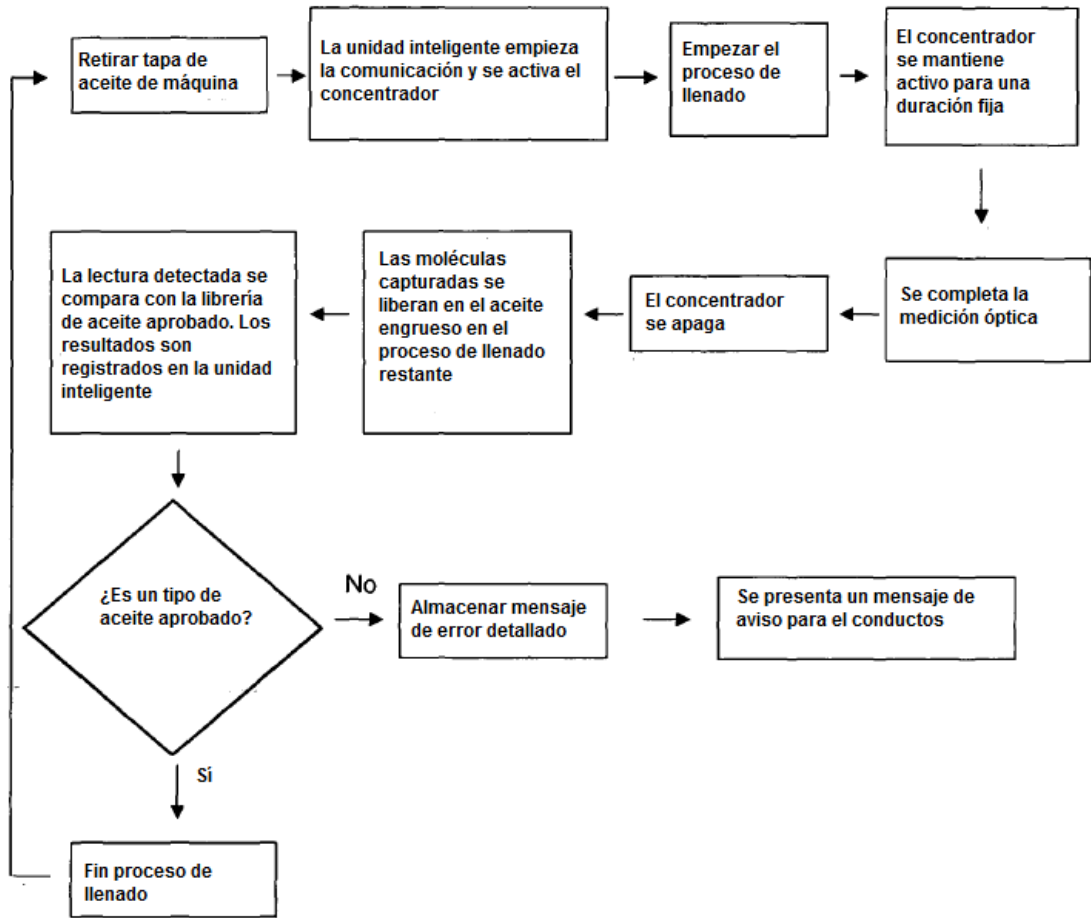 Retirar tapa de
aceite de máquina
La unidad inteligente empieza
la comunicación y se activa el
concentrador
Empezar el
proceso de
llenado
El concentrador
se mantiene
activo para una
duración fija
Se completa la
medición óptica
El concentrador
se apaga
Las moléculas
capturadas se
liberan en el aceite
engrueso en el
proceso de llenado
restante
La lectura detectada se
compara con la librería
de aceite aprobado. Los
resultados son
registrados en la unidad
inteligente
¿Es un tipo de
aceite aprobado?
No
Almacenar mensaje
de error detallado
Se presenta un mensaje de
aviso para el conductos
Sí
Fin proceso de
llenado